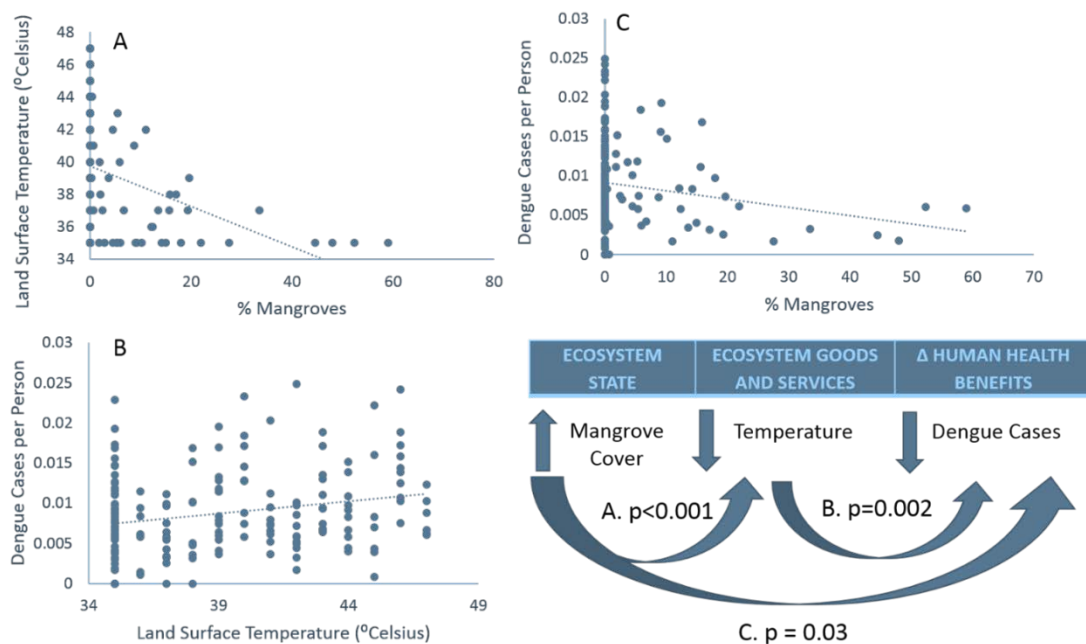 A
Land Surface Temperature (⁰Celsius)
48
46
44
42
40
38
36
34
0 20 40 60 80
% Mangroves
C
Dengue Cases per Person
0.03
0.025
0.02
0.015
0.01
0.005
0
0 10 20 30 40 50 60 70
% Mangroves
B
Dengue Cases per Person
0.03
0.025
0.02
0.015
0.01
0.005
0
34 39 44 49
Land Surface Temperature (⁰Celsius)
ECOSYSTEM
STATE
ECOSYSTEM GOODS
AND SERVICES
Δ HUMAN HEALTH
BENEFITS
Mangrove
Cover
Temperature
Dengue Cases
A. p<0.001
B. p=0.002
C. p = 0.03